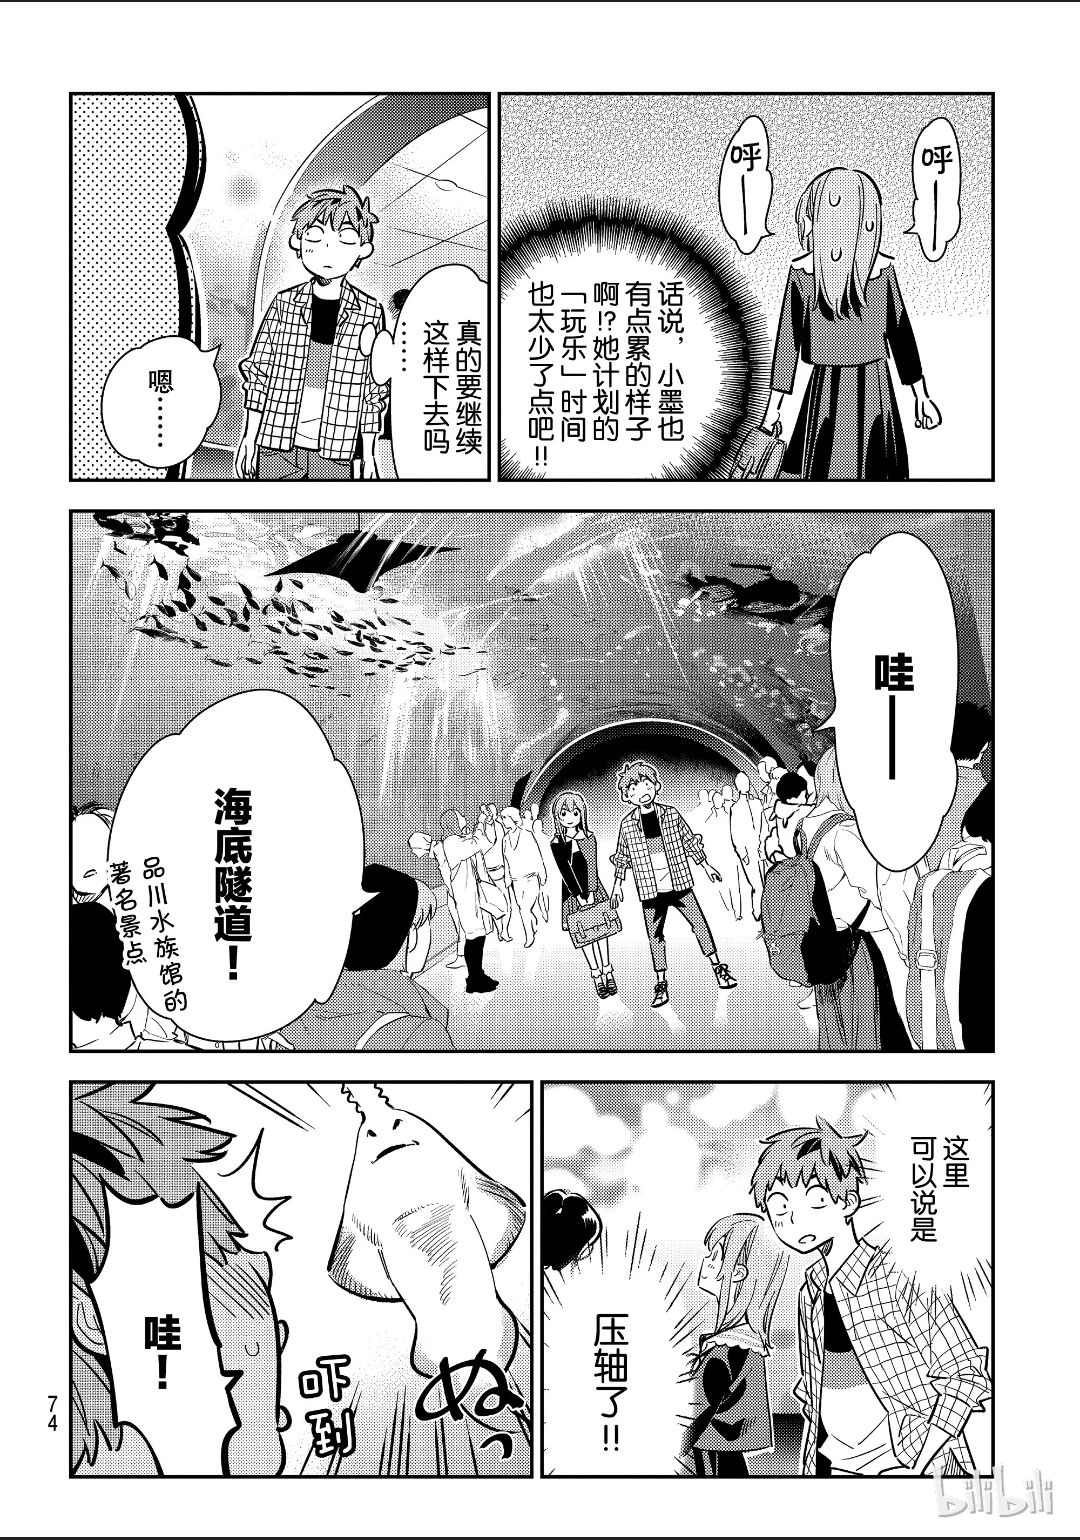 呼——
呼——
话说，小墨也
有点累的样子
啊!?她计划的
「玩乐」时间
也太少了点吧!!
真的要继续
这样下去吗
……
嗯……
哇——
海底隧道！
品川水族馆的
著名景点
这里
可以说是
压轴了!!
ぬっ
吓到
哇！
74
bilibili